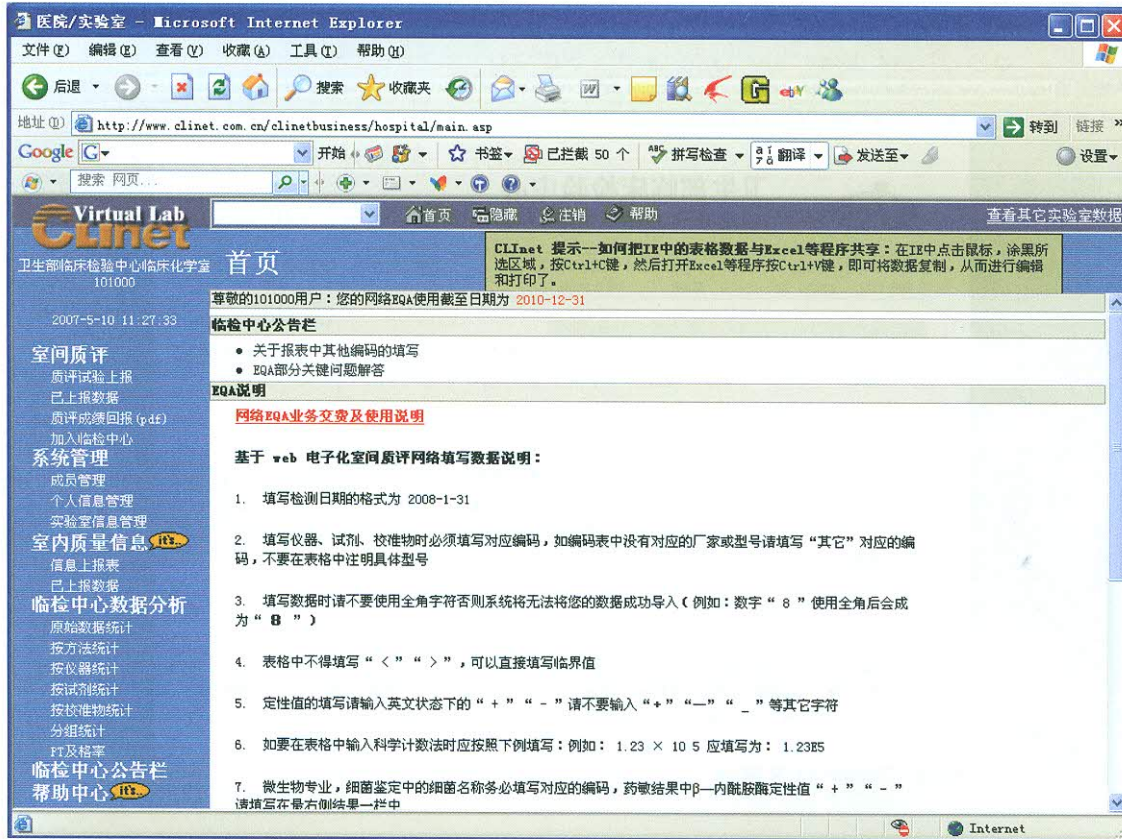 医院/实验室 - Microsoft Internet Explorer
文件(F) 编辑(E) 查看(V) 收藏(A) 工具(T) 帮助(H)
后退 搜索 收藏夹
地址(D) http://www.clinet.com.cn/clinetbusiness/hospital/main.asp 转到 链接 »
Google G 开始 书签 已拦截 50 个 拼写检查 翻译 发送至 设置
搜索 网页...
Virtual Lab
CLInet
首页 隐藏 注销 帮助 查看其它实验室数据
卫生部临床检验中心临床化学室
101000
2007-5-10 11:27:33
首页
CLInet 提示--如何把IE中的表格数据与Excel等程序共享：在IE中点击鼠标，涂黑所
选区域，按Ctrl+C键，然后打开Excel等程序按Ctrl+V键，即可将数据复制，从而进行编辑
和打印了。
室间质评
质评试验上报
已上报数据
质评成绩回报(pdf)
加入临检中心
系统管理
成员管理
个人信息管理
实验室信息管理
室内质量信息 it's..
信息上报表
已上报数据
临检中心数据分析
原始数据统计
按方法统计
按仪器统计
按试剂统计
按校准物统计
分组统计
PT及格率
临检中心公告栏
帮助中心 it's..
尊敬的101000用户：您的网络EQA使用截至日期为 2010-12-31
临检中心公告栏
● 关于报表中其他编码的填写
● EQA部分关键问题解答
EQA说明
网络EQA业务交费及使用说明
基于 web 电子化室间质评网络填写数据说明：
1. 填写检测日期的格式为 2008-1-31
2. 填写仪器、试剂、校准物时必须填写对应编码，如编码表中没有对应的厂家或型号请填写“其它”对应的编
码，不要在表格中注明具体型号
3. 填写数据时请不要使用全角字符否则系统将无法将您的数据成功导入(例如：数字“ 8 ”使用全角后会成
为“ ８ ”)
4. 表格中不得填写“ < ”“ > ”，可以直接填写临界值
5. 定性值的填写请输入英文状态下的“ + ”“ - ”请不要输入“＋”“—”“ _ ”等其它字符
6. 如要在表格中输入科学计数法时应按照下例填写：例如： 1.23 × 10 5 应填写为： 1.23E5
7. 微生物专业，细菌鉴定中的细菌名称务必填写对应的编码，药敏结果中β—内酰胺酶定性值“ + ”“ - ”
请填写在最右侧结果一栏中
Internet